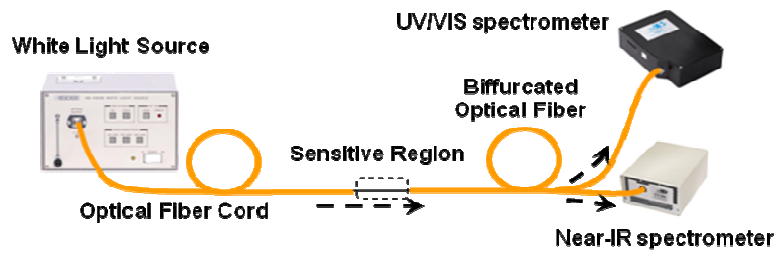 UV/VIS spectrometer
White Light Source
Biffurcated
Optical Fiber
Sensitive Region
Optical Fiber Cord
Near-IR spectrometer